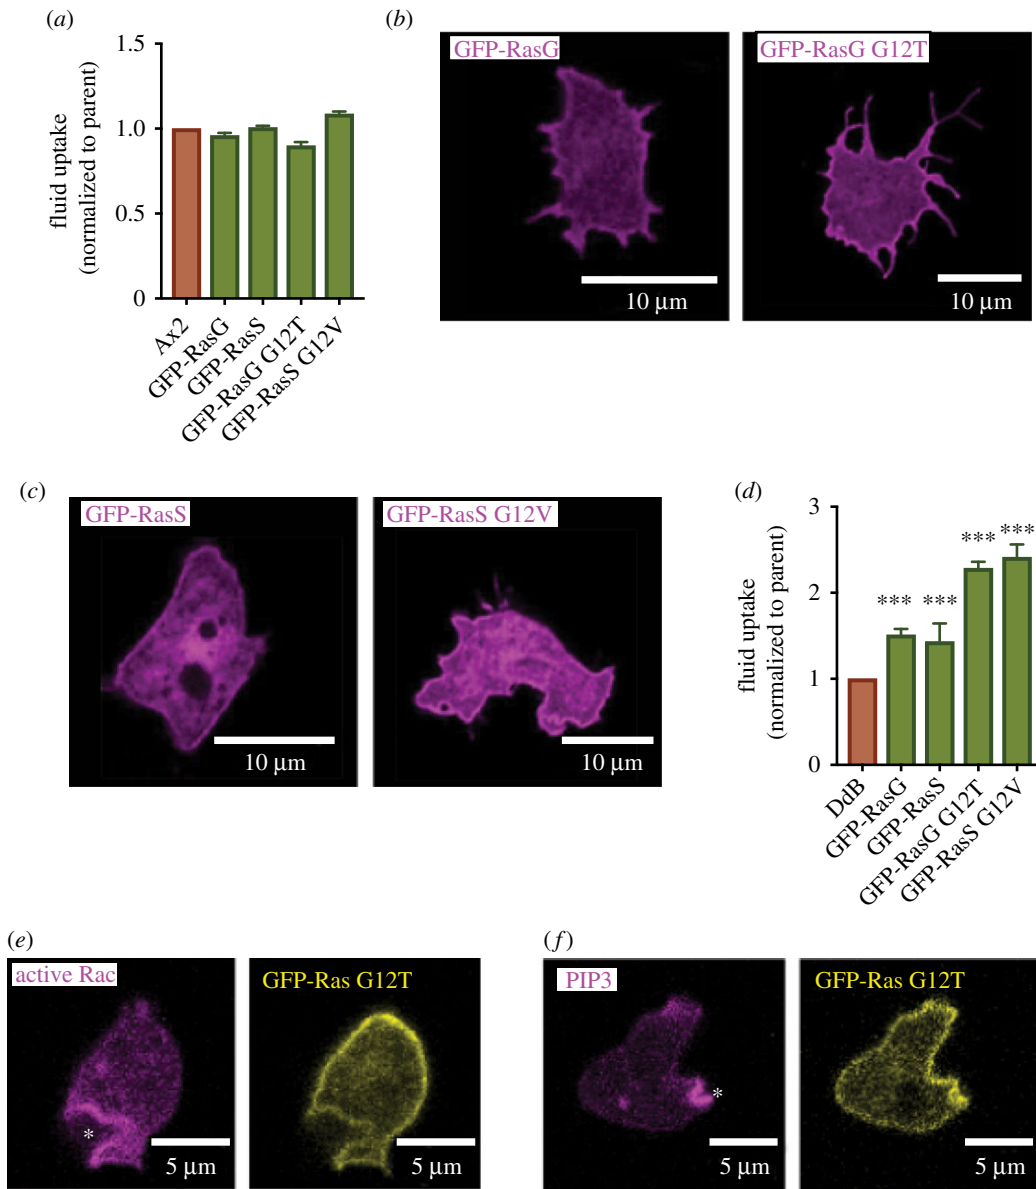 (a)
1.5
1.0
0.5
0
fluid uptake
(normalized to parent)
Ax2
GFP-RasG
GFP-RasS
GFP-RasG G12T
GFP-RasS G12V
(b)
GFP-RasG
10 µm
GFP-RasG G12T
10 µm
(c)
GFP-RasS
10 µm
GFP-RasS G12V
10 µm
(d)
3
2
1
0
fluid uptake
(normalized to parent)
***
***
***
***
DdB
GFP-RasG
GFP-RasS
GFP-RasG G12T
GFP-RasS G12V
(e)
active Rac
*
5 µm
GFP-Ras G12T
5 µm
(f)
PIP3
*
5 µm
GFP-Ras G12T
5 µm